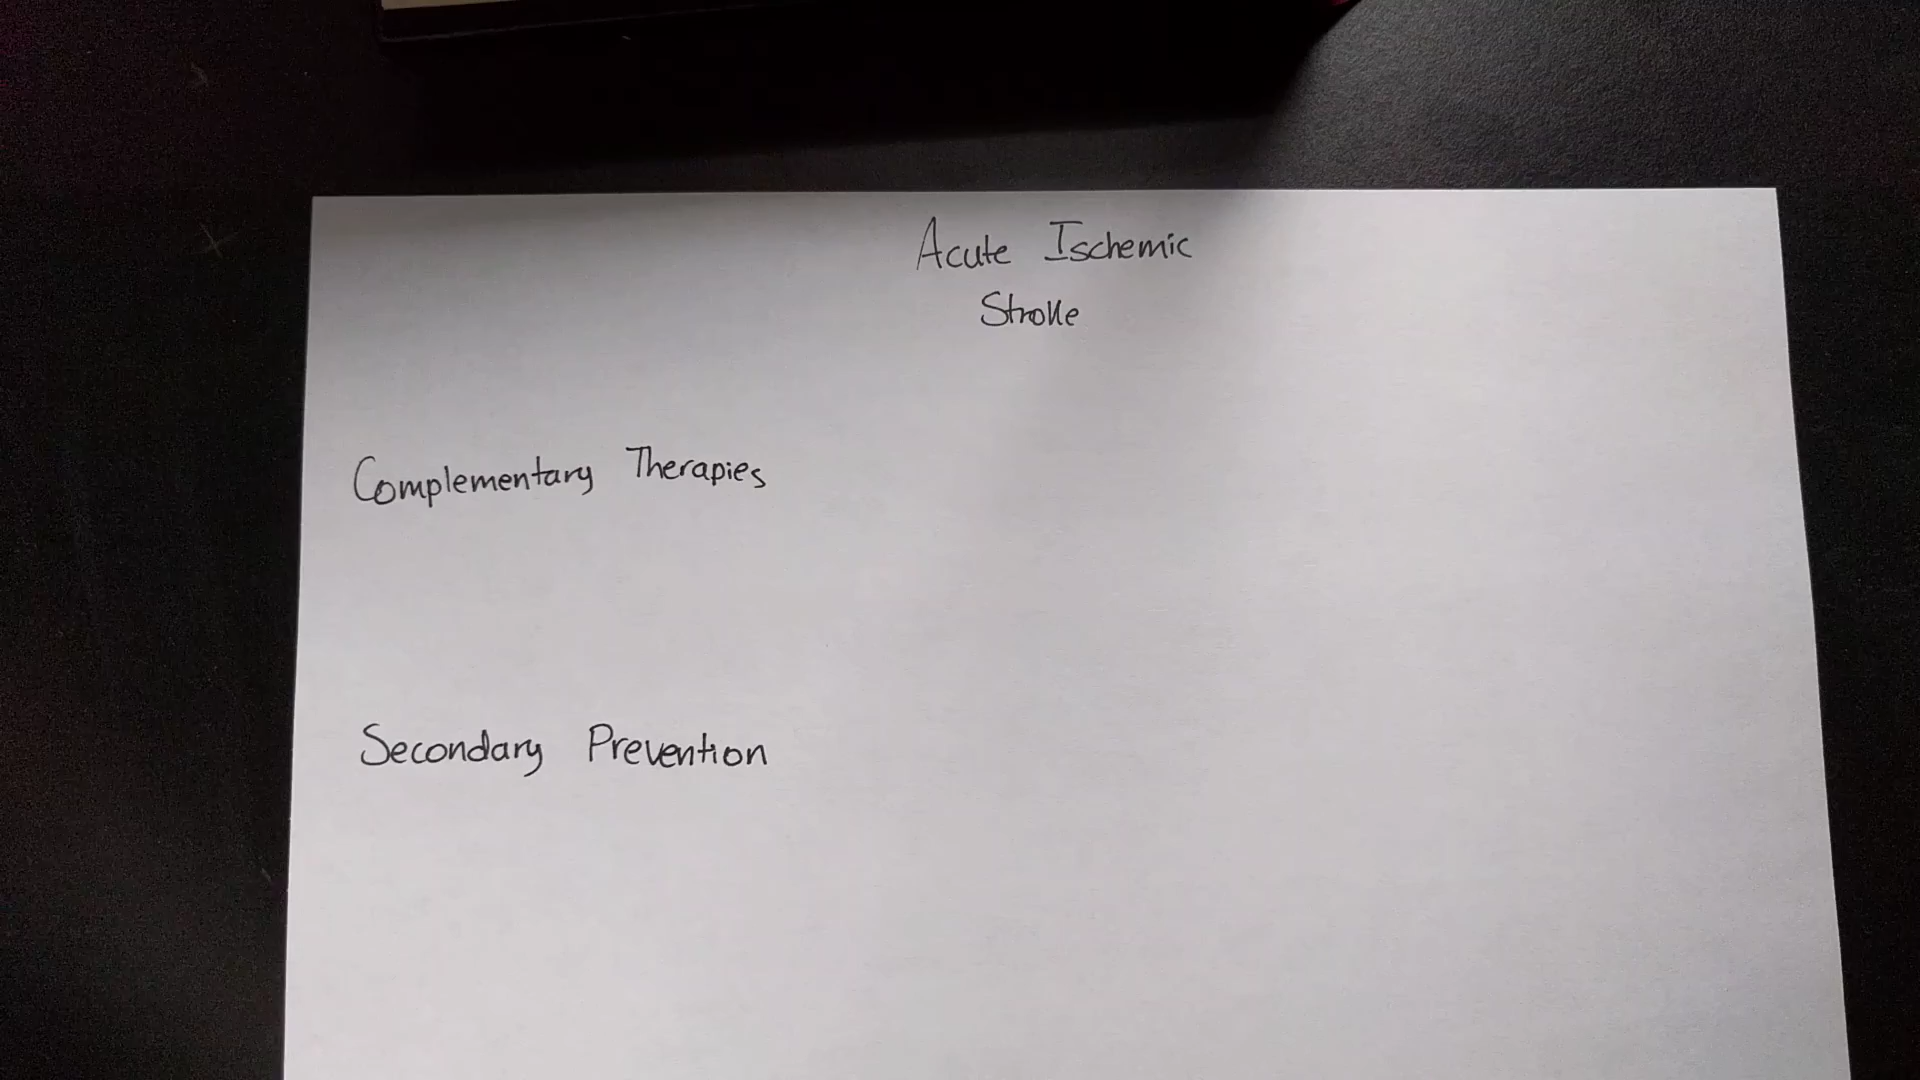 Acute Ischemic
Stroke
Complementary Therapies
Secondary Prevention